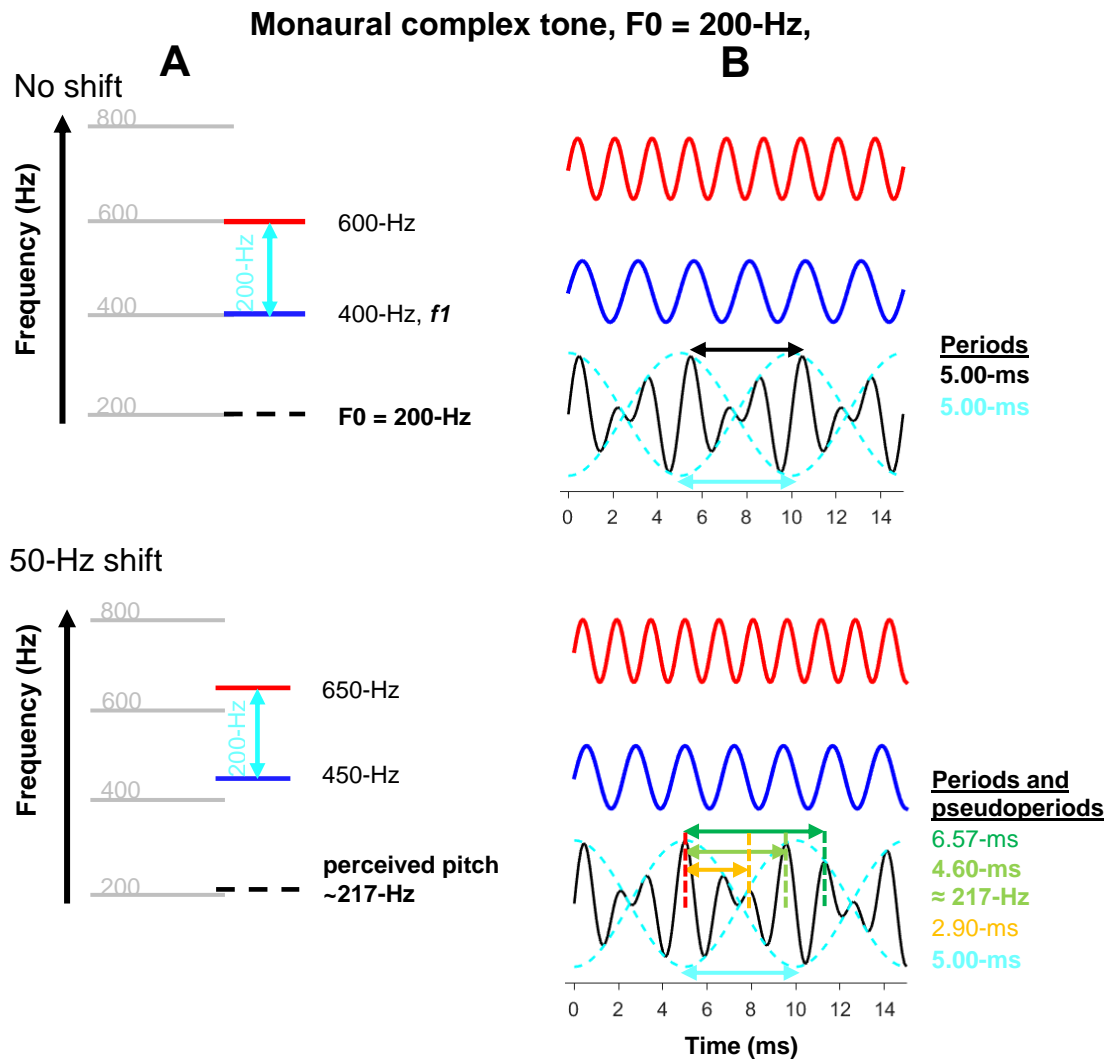 Monaural complex tone, F0 = 200-Hz,
A
B
No shift
Frequency (Hz)
800
600
400
200
200-Hz
600-Hz
400-Hz, f1
F0 = 200-Hz
Periods
5.00-ms
5.00-ms
0 2 4 6 8 10 12 14
50-Hz shift
Frequency (Hz)
800
600
400
200
200-Hz
650-Hz
450-Hz
perceived pitch
~217-Hz
Periods and
pseudoperiods
6.57-ms
4.60-ms
≈ 217-Hz
2.90-ms
5.00-ms
0 2 4 6 8 10 12 14
Time (ms)